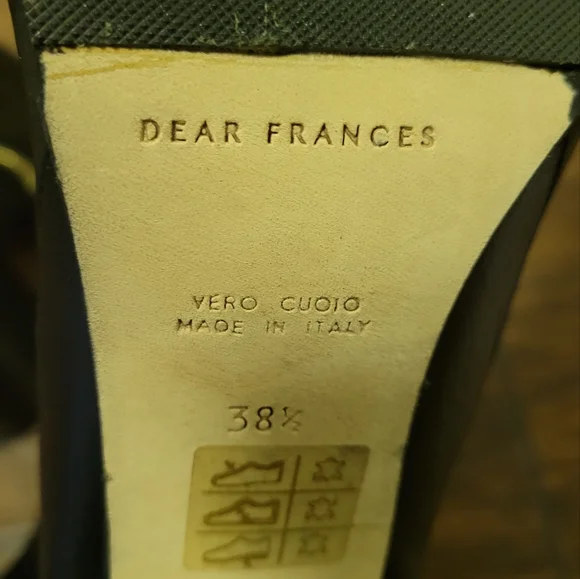 DEAR FRANCES
VERO CUOIO
MADE IN ITALY
38½